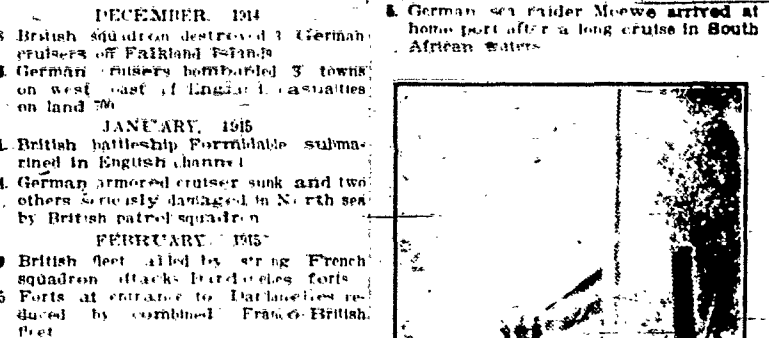 DECEMBER, 1914
8 British squadron destroyed 3 German
cruisers off Falkland Islands
German cruisers bombarded 3 towns
on west coast of England, casualties
on land 700
JANUARY, 1915
British battleship Formidable subma-
rined in English channel
German armored cruiser sunk and two
others seriously damaged in North sea
by British patrol squadron
FEBRUARY, 1915
British fleet aided by strong French
squadron attacks Dardanelles forts
Forts at entrance to Dardanelles re-
duced by combined Franco-British
fleet
German sea raider Moewe arrived at
home port after a long cruise in South
African waters